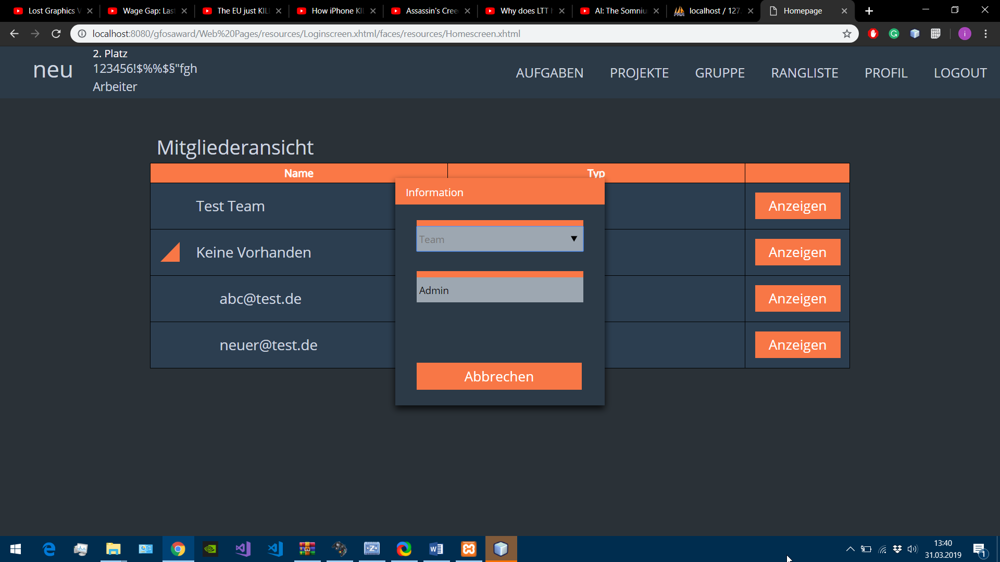 Lost Graphics V
Wage Gap: Las
The EU just KIL
How iPhone KI
Assassin's Cree
Why does LTT
AI: The Somniu
localhost / 127.
Homepage
localhost:8080/gfosaward/Web%20Pages/resources/Loginscreen.xhtml/faces/resources/Homescreen.xhtml
neu
2. Platz
123456!$%%$§"fgh
Arbeiter
AUFGABEN
PROJEKTE
GRUPPE
RANGLISTE
PROFIL
LOGOUT
Mitgliederansicht
Name
Typ
Test Team
Anzeigen
Keine Vorhanden
Anzeigen
abc@test.de
Anzeigen
neuer@test.de
Anzeigen
Information
Team
Admin
Abbrechen
13:40
31.03.2019
1